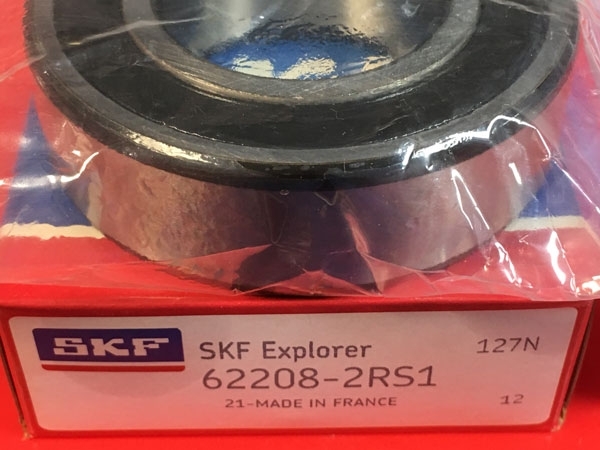 SKF
SKF Explorer
127N
62208-2RS1
21-MADE IN FRANCE
12